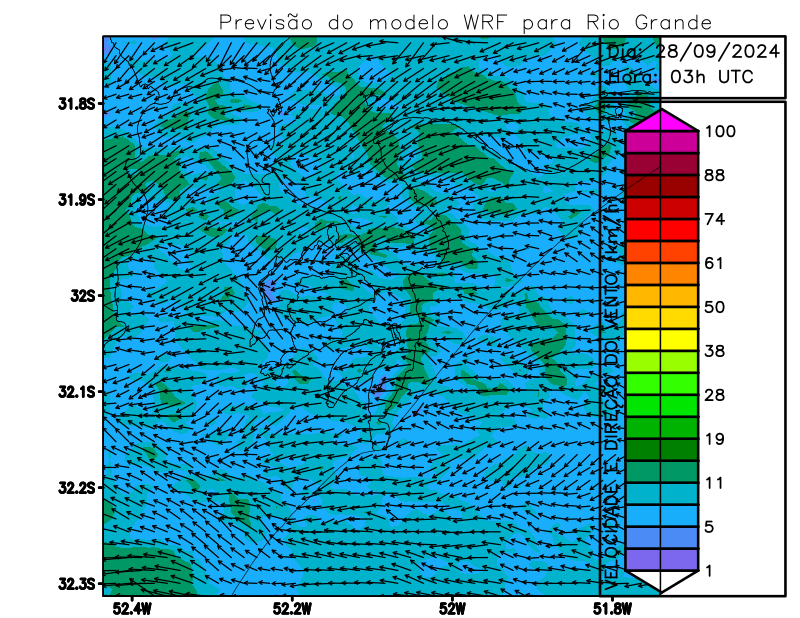 Previsão do modelo WRF para Rio Grande
Dia: 28/09/2024
Hora: 03h UTC
31.8S
31.9S
32S
32.1S
32.2S
32.3S
52.4W
52.2W
52W
51.8W
VELOCIDADE E DIREÇÃO DO VENTO (km/h)
100
88
74
61
50
38
28
19
11
5
1